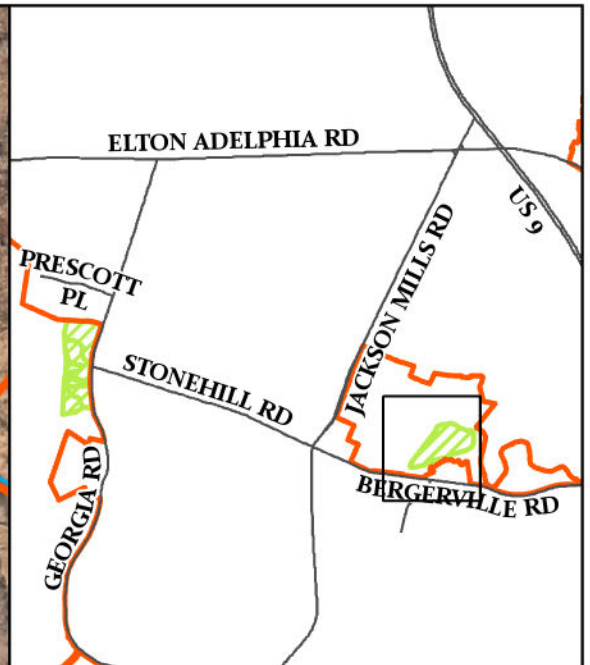 ELTON ADELPHIA RD
US 9
PRESCOTT
PL
JACKSON MILLS RD
STONEHILL RD
BERGERVILLE RD
GEORGIA RD